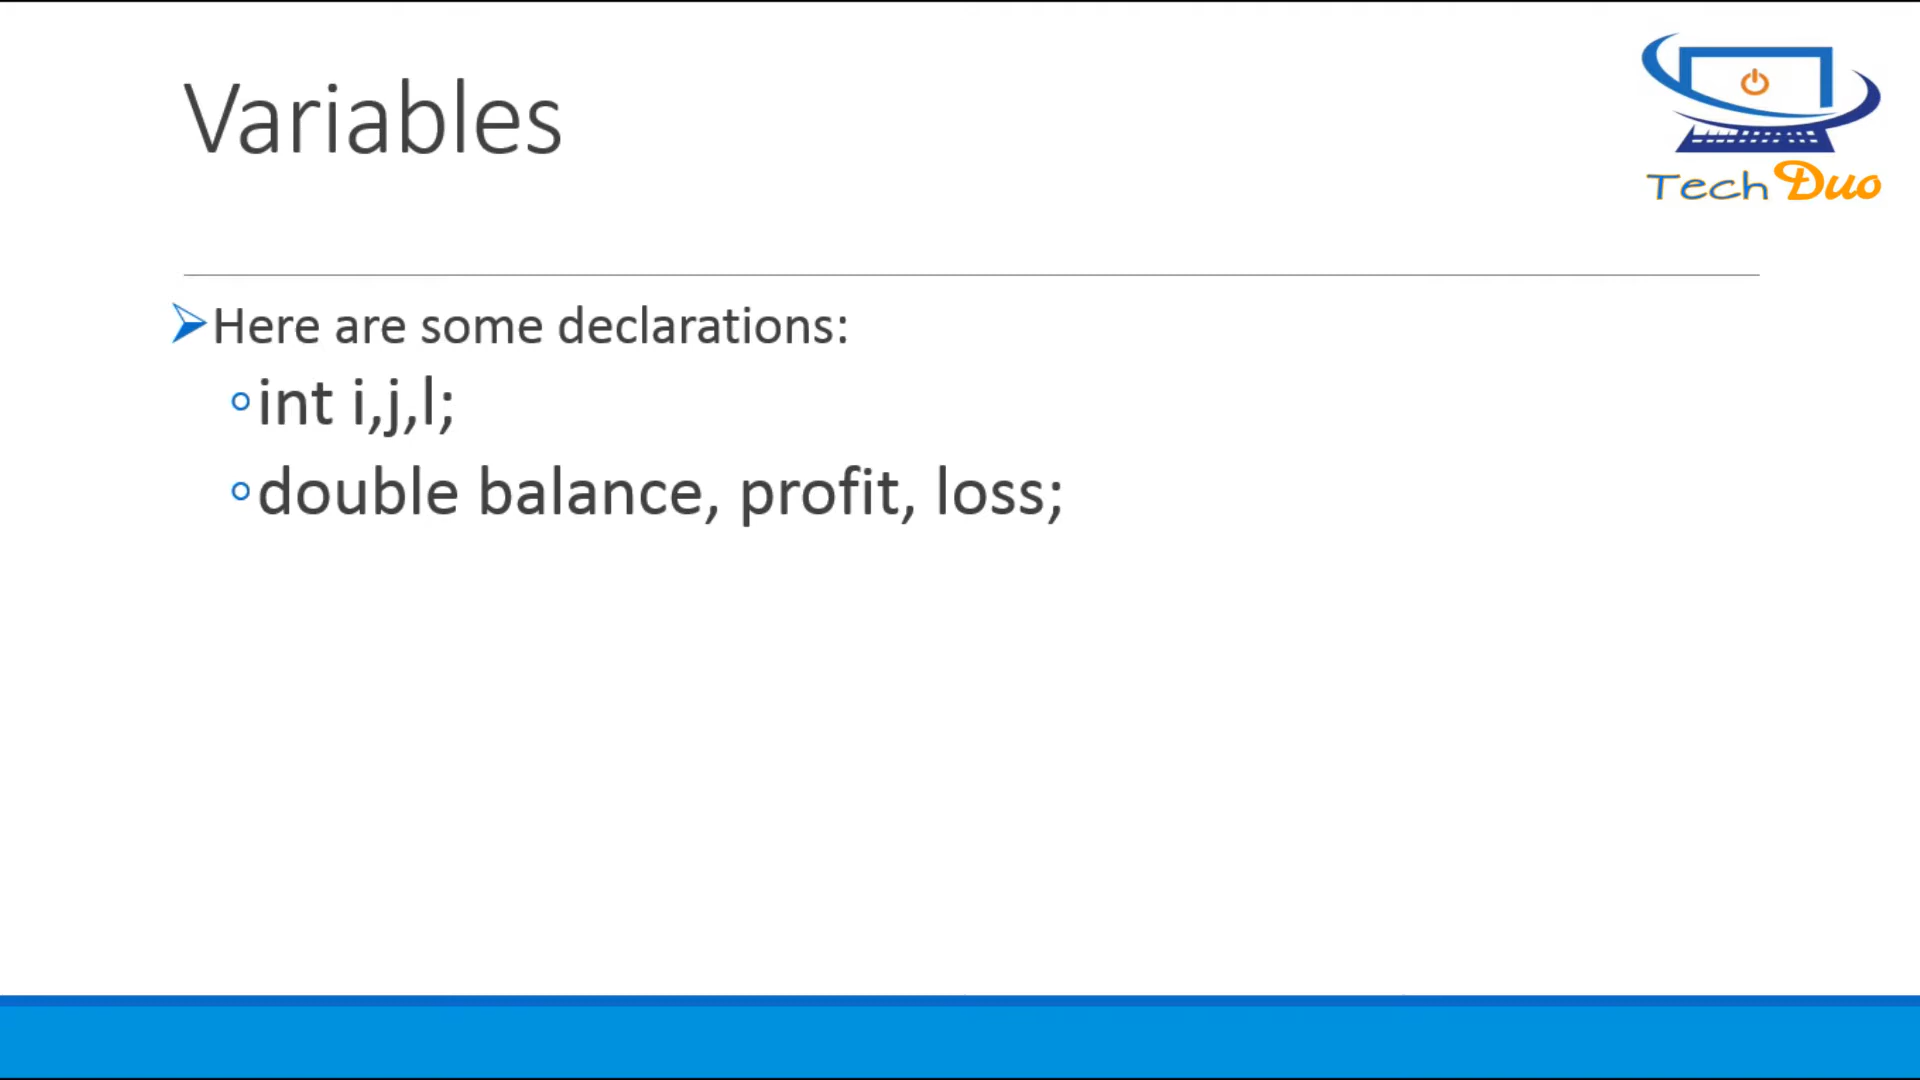 Variables
Tech Duo
Here are some declarations:
int i,j,l;
double balance, profit, loss;